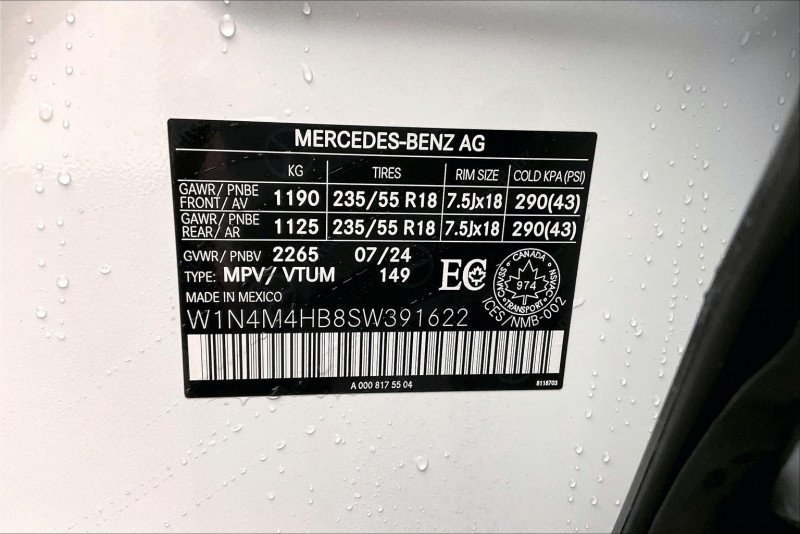 MERCEDES-BENZ AG
KG TIRES RIM SIZE COLD KPA (PSI)
GAWR / PNBE FRONT / AV 1190 235/55 R18 7.5Jx18 290(43)
GAWR / PNBE REAR / AR 1125 235/55 R18 7.5Jx18 290(43)
GVWR / PNBV 2265 07/24
TYPE: MPV/ VTUM 149 EC
MADE IN MEXICO
CANADA
SVMCVS NSVAC
974
TRANSPORT
ICES/NMB-002
W1N4M4HB8SW391622
A 000 817 55 04
8118703